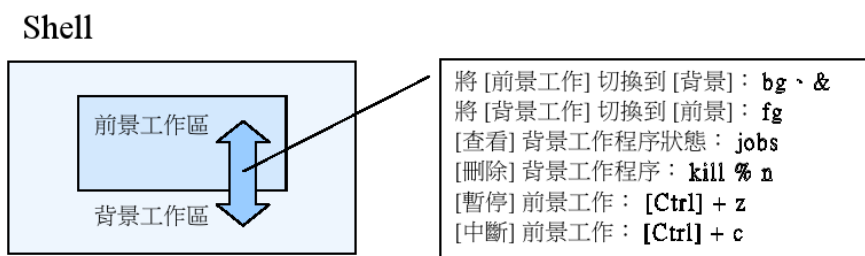 Shell
前景工作區
背景工作區
將 [前景工作] 切換到 [背景]： bg、&
將 [背景工作] 切換到 [前景]： fg
[查看] 背景工作程序狀態： jobs
[刪除] 背景工作程序： kill % n
[暫停] 前景工作： [Ctrl] + z
[中斷] 前景工作： [Ctrl] + c